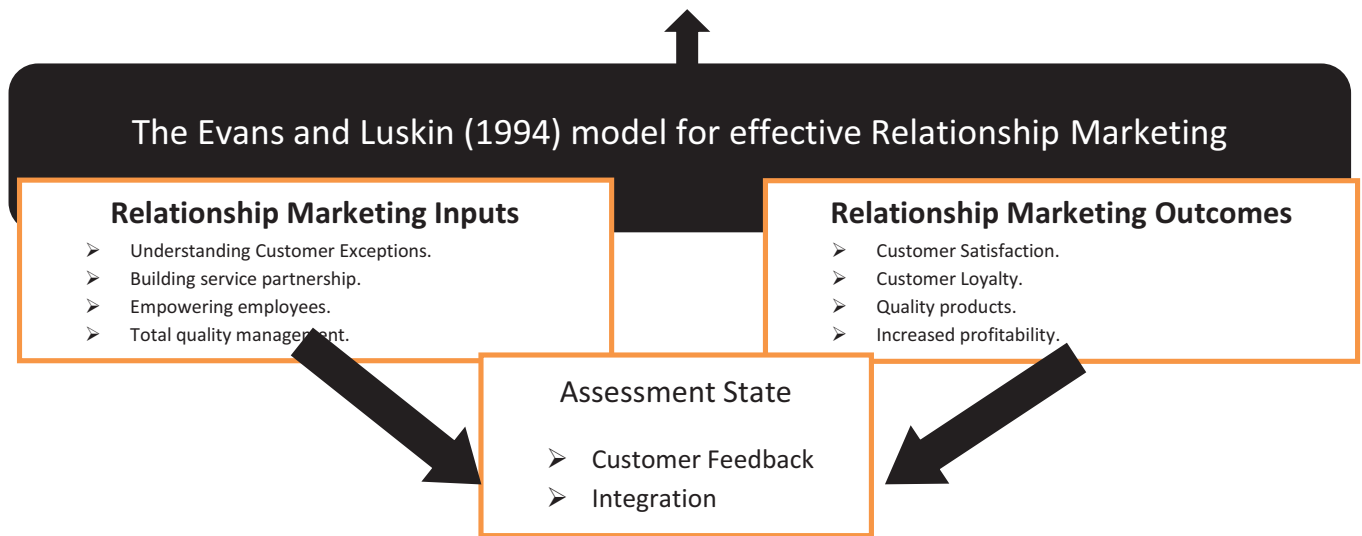 The Evans and Luskin (1994) model for effective Relationship Marketing
Relationship Marketing Inputs
➢ Understanding Customer Exceptions.
➢ Building service partnership.
➢ Empowering employees.
➢ Total quality management.
Relationship Marketing Outcomes
➢ Customer Satisfaction.
➢ Customer Loyalty.
➢ Quality products.
➢ Increased profitability.
Assessment State
➢ Customer Feedback
➢ Integration